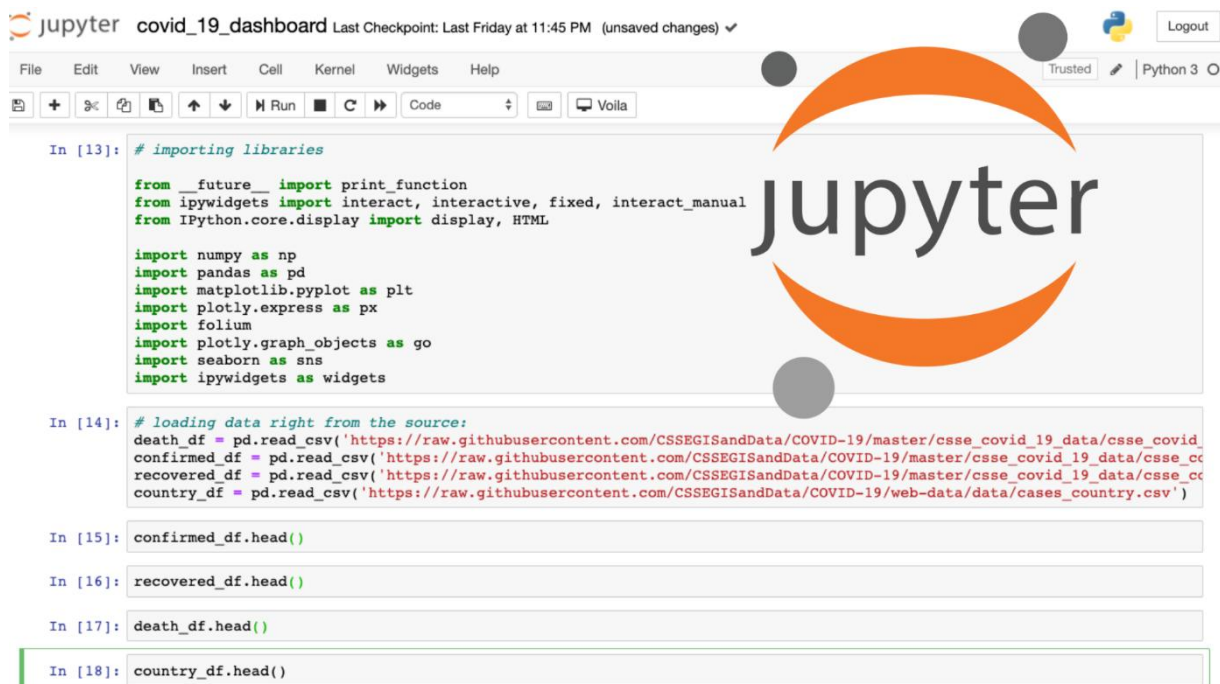 jupyter covid_19_dashboard Last Checkpoint: Last Friday at 11:45 PM (unsaved changes)
Logout
File Edit View Insert Cell Kernel Widgets Help
Trusted Python 3
Run Code Voila
jupyter
In [13]: # importing libraries
from __future__ import print_function
from ipywidgets import interact, interactive, fixed, interact_manual
from IPython.core.display import display, HTML
import numpy as np
import pandas as pd
import matplotlib.pyplot as plt
import plotly.express as px
import folium
import plotly.graph_objects as go
import seaborn as sns
import ipywidgets as widgets
In [14]: # loading data right from the source:
death_df = pd.read_csv('https://raw.githubusercontent.com/CSSEGISandData/COVID-19/master/csse_covid_19_data/csse_covid_
confirmed_df = pd.read_csv('https://raw.githubusercontent.com/CSSEGISandData/COVID-19/master/csse_covid_19_data/csse_co
recovered_df = pd.read_csv('https://raw.githubusercontent.com/CSSEGISandData/COVID-19/master/csse_covid_19_data/csse_co
country_df = pd.read_csv('https://raw.githubusercontent.com/CSSEGISandData/COVID-19/web-data/data/cases_country.csv')
In [15]: confirmed_df.head()
In [16]: recovered_df.head()
In [17]: death_df.head()
In [18]: country_df.head()